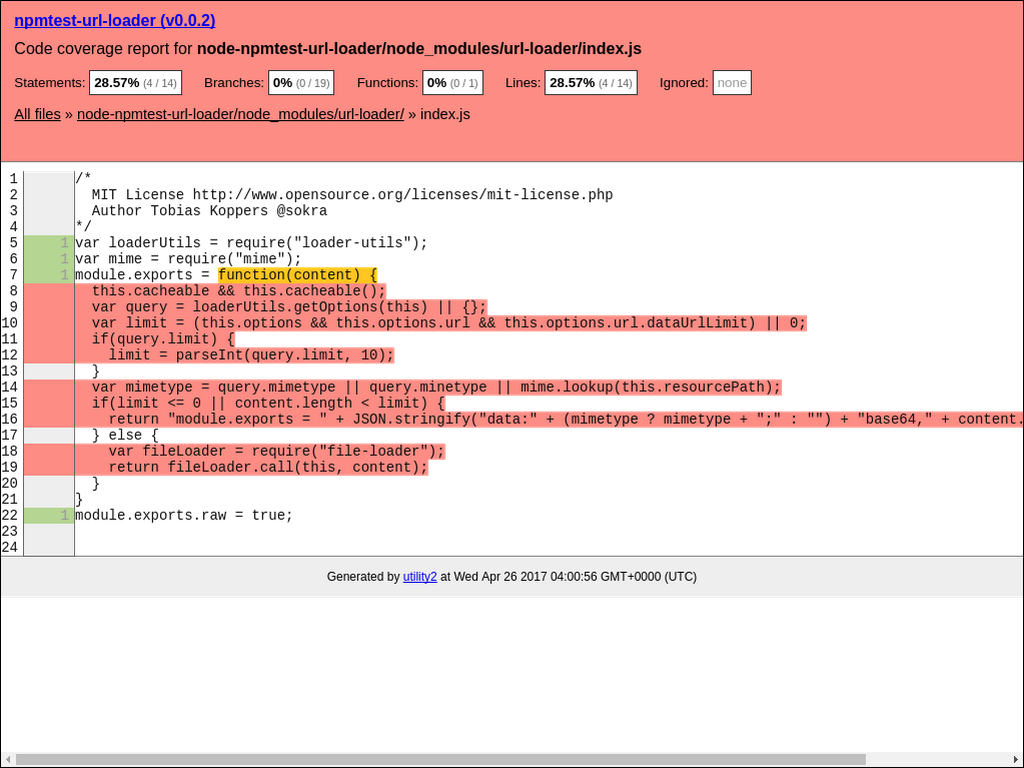 npmtest-url-loader (v0.0.2)
Code coverage report for node-npmtest-url-loader/node_modules/url-loader/index.js
Statements: 28.57% (4 / 14) Branches: 0% (0 / 19) Functions: 0% (0 / 1) Lines: 28.57% (4 / 14) Ignored: none
All files » node-npmtest-url-loader/node_modules/url-loader/ » index.js
1 /*
2 MIT License http://www.opensource.org/licenses/mit-license.php
3 Author Tobias Koppers @sokra
4 */
5 1 var loaderUtils = require("loader-utils");
6 1 var mime = require("mime");
7 1 module.exports = function(content) {
8 this.cacheable && this.cacheable();
9 var query = loaderUtils.getOptions(this) || {};
10 var limit = (this.options && this.options.url && this.options.url.dataUrlLimit) || 0;
11 if(query.limit) {
12 limit = parseInt(query.limit, 10);
13 }
14 var mimetype = query.mimetype || query.minetype || mime.lookup(this.resourcePath);
15 if(limit <= 0 || content.length < limit) {
16 return "module.exports = " + JSON.stringify("data:" + (mimetype ? mimetype + ";" : "") + "base64," + content.
17 } else {
18 var fileLoader = require("file-loader");
19 return fileLoader.call(this, content);
20 }
21 }
22 1 module.exports.raw = true;
23
24
Generated by utility2 at Wed Apr 26 2017 04:00:56 GMT+0000 (UTC)